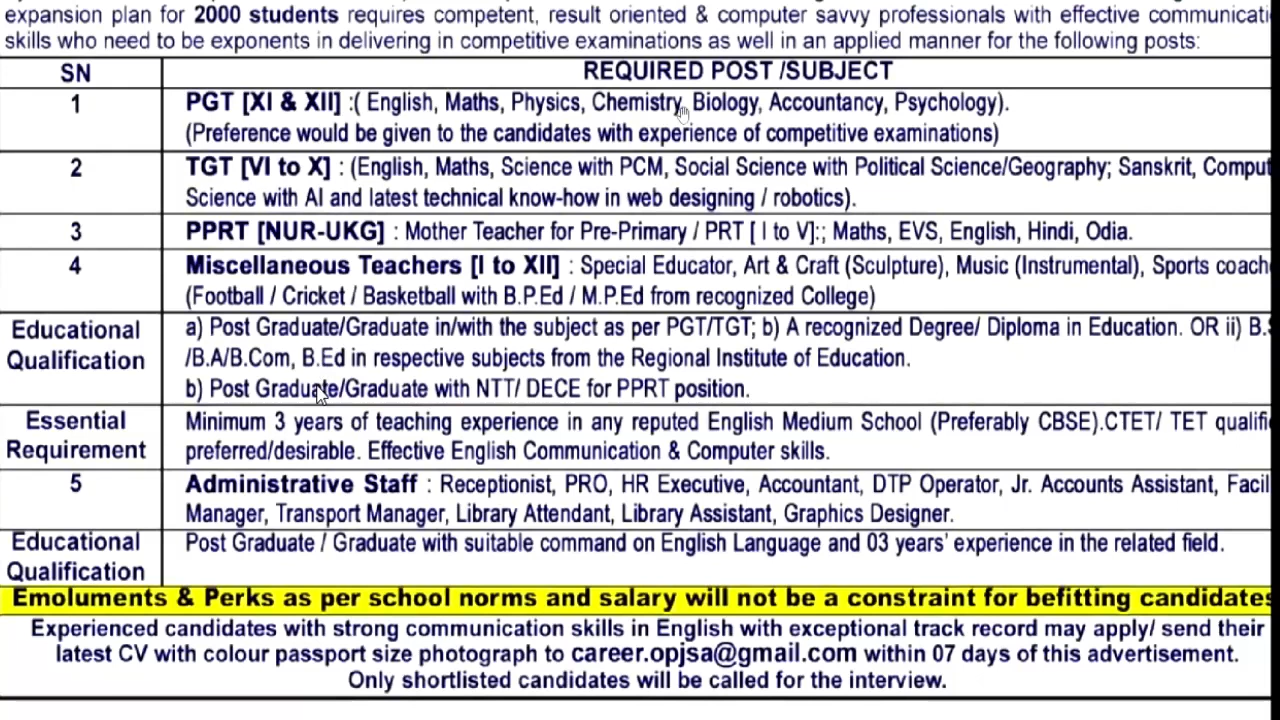 expansion plan for 2000 students requires competent, result oriented & computer savvy professionals with effective
skills who need to be exponents in delivering in competitive examinations as well in an applied manner for the following posts:
SN REQUIRED POST /SUBJECT
1 PGT [XI & XII] :( English, Maths, Physics, Chemistry, Biology, Accountancy, Psychology).
(Preference would be given to the candidates with experience of competitive examinations)
2 TGT [VI to X] : (English, Maths, Science with PCM, Social Science with Political Science/Geography; Sanskrit,
Science with AI and latest technical know-how in web designing / robotics).
3 PPRT [NUR-UKG] : Mother Teacher for Pre-Primary / PRT [ I to V]:; Maths, EVS, English, Hindi, Odia.
4 Miscellaneous Teachers [I to XII] : Special Educator, Art & Craft (Sculpture), Music (Instrumental), Sports coach
(Football / Cricket / Basketball with B.P.Ed / M.P.Ed from recognized College)
Educational a) Post Graduate/Graduate in/with the subject as per PGT/TGT; b) A recognized Degree/ Diploma in Education. OR ii)
Qualification /B.A/B.Com, B.Ed in respective subjects from the Regional Institute of Education.
b) Post Graduate/Graduate with NTT/ DECE for PPRT position.
Essential Minimum 3 years of teaching experience in any reputed English Medium School (Preferably CBSE).CTET/ TET
Requirement preferred/desirable. Effective English Communication & Computer skills.
5 Administrative Staff : Receptionist, PRO, HR Executive, Accountant, DTP Operator, Jr. Accounts Assistant,
Manager, Transport Manager, Library Attendant, Library Assistant, Graphics Designer.
Educational Post Graduate / Graduate with suitable command on English Language and 03 years' experience in the related field.
Qualification
Emoluments & Perks as per school norms and salary will not be a constraint for befitting candidates
Experienced candidates with strong communication skills in English with exceptional track record may apply/ send their
latest CV with colour passport size photograph to career.opjsa@gmail.com within 07 days of this advertisement.
Only shortlisted candidates will be called for the interview.